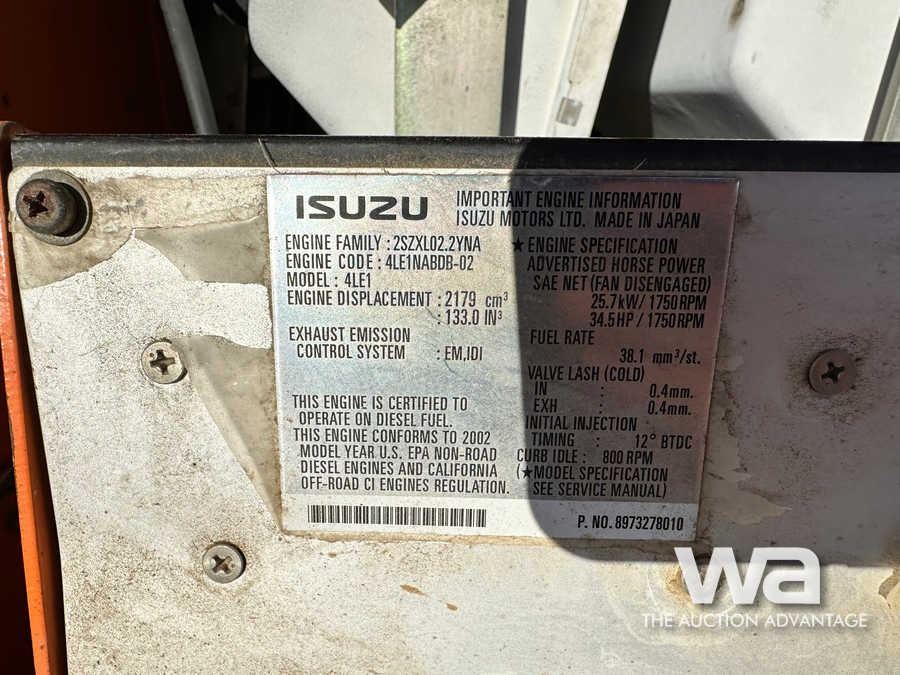 ISUZU
IMPORTANT ENGINE INFORMATION
ISUZU MOTORS LTD. MADE IN JAPAN
ENGINE FAMILY : 2SZXL02.2YNA
ENGINE CODE : 4LE1NABDB-02
MODEL : 4LE1
ENGINE DISPLACEMENT : 2179 cm³
: 133.0 IN³
EXHAUST EMISSION
CONTROL SYSTEM : EM,IDI
THIS ENGINE IS CERTIFIED TO
OPERATE ON DIESEL FUEL.
THIS ENGINE CONFORMS TO 2002
MODEL YEAR U.S. EPA NON-ROAD
DIESEL ENGINES AND CALIFORNIA
OFF-ROAD CI ENGINES REGULATION.
★ ENGINE SPECIFICATION
ADVERTISED HORSE POWER
SAE NET (FAN DISENGAGED)
25.7kW / 1750RPM
34.5HP / 1750RPM
FUEL RATE
38.1 mm³/st.
VALVE LASH (COLD)
IN : 0.4mm.
EXH : 0.4mm.
INITIAL INJECTION
TIMING : 12° BTDC
CURB IDLE : 800 RPM
(★MODEL SPECIFICATION
SEE SERVICE MANUAL)
P. NO. 8973278010
wa
THE AUCTION ADVANTAGE